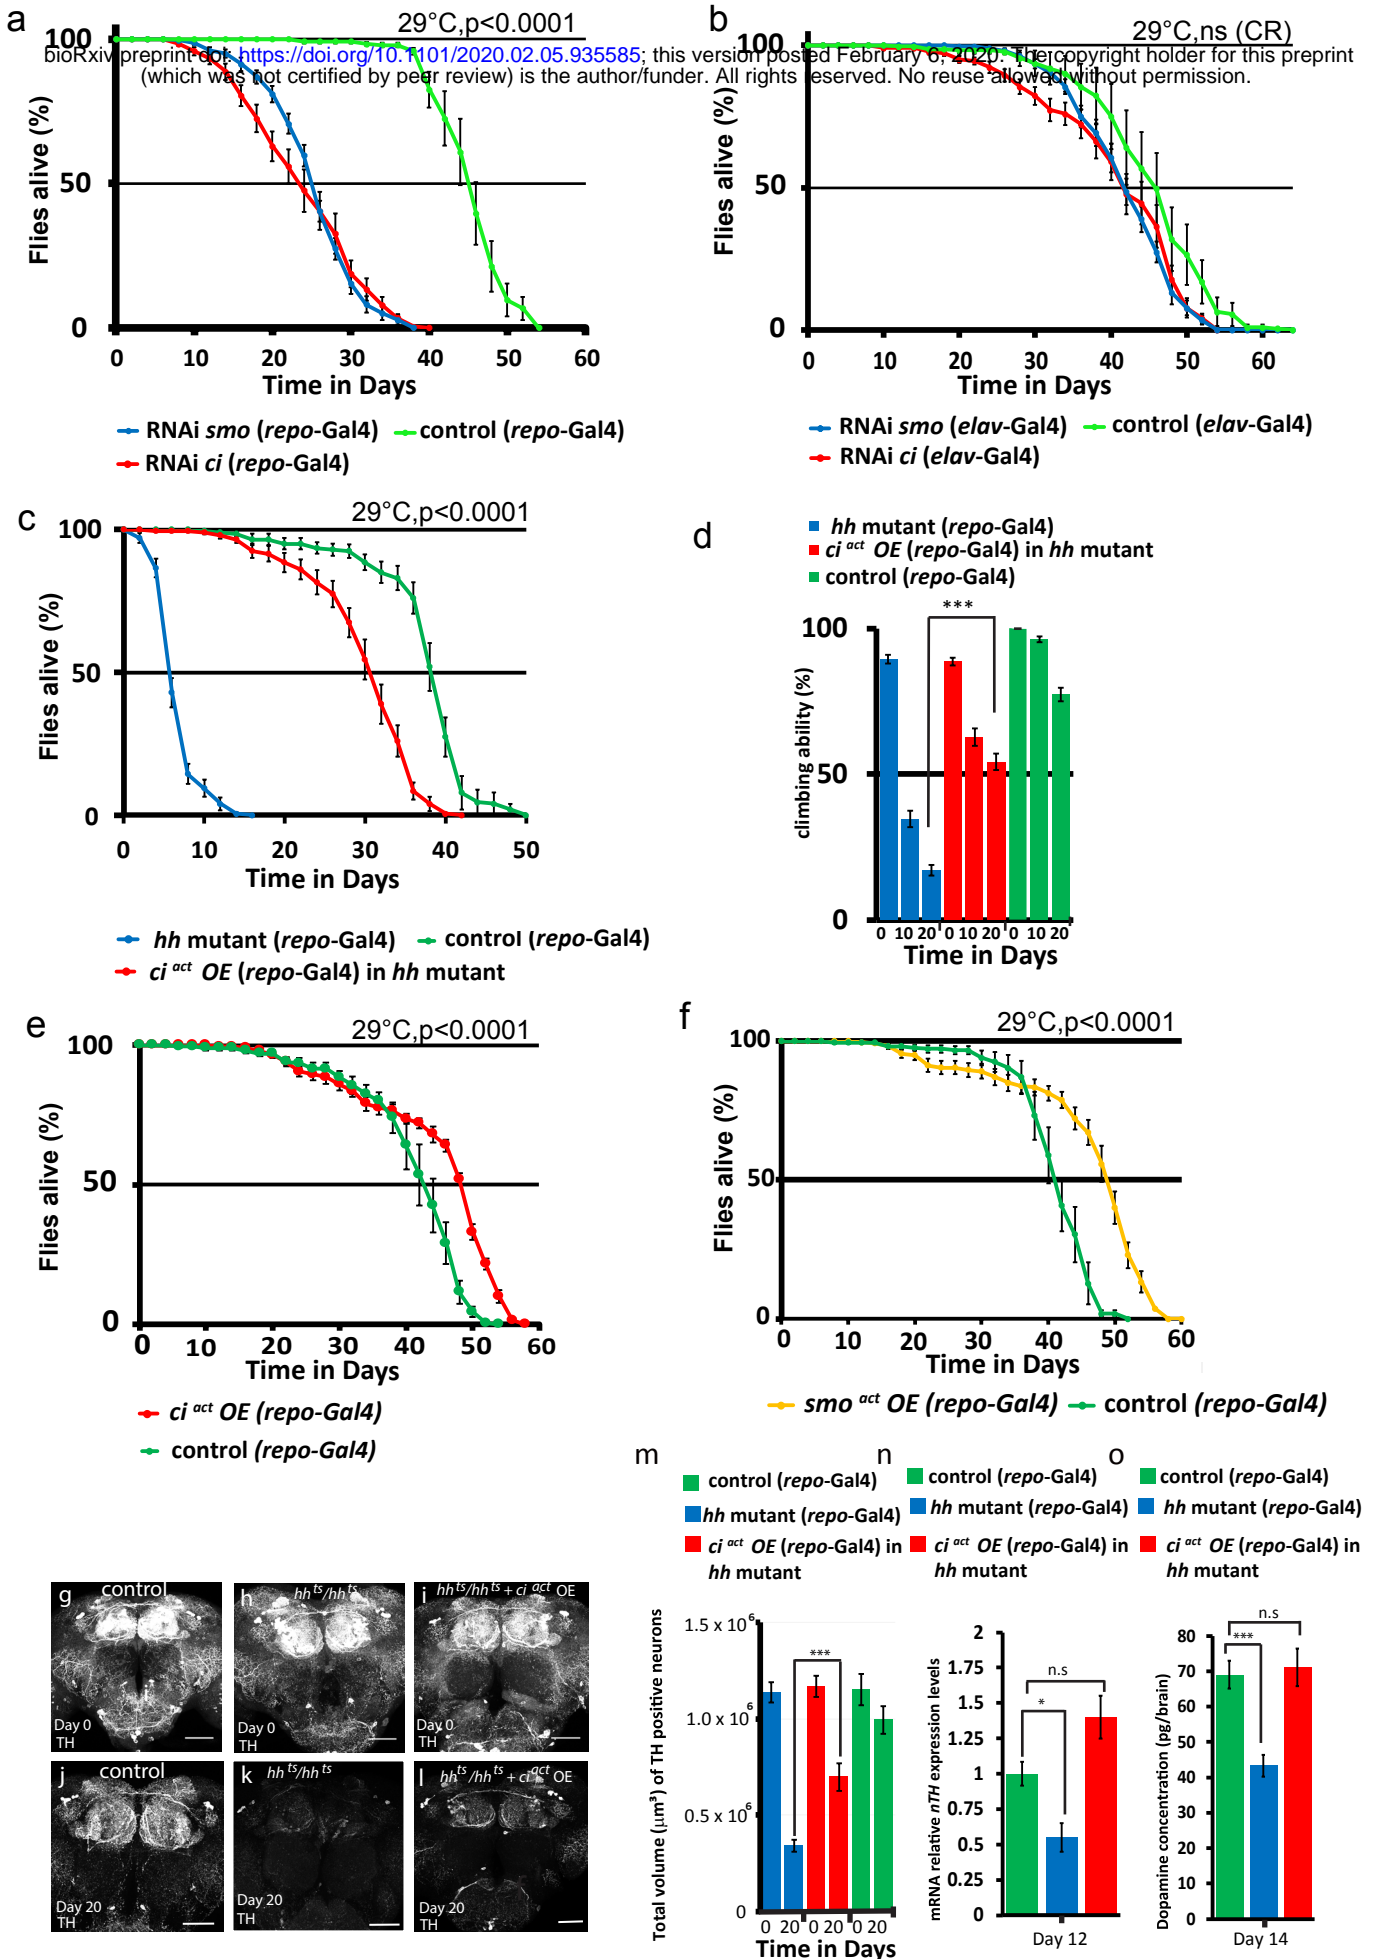 a
29°C,p<0.0001
bioRxiv preprint doi: https://doi.org/10.1101/2020.02.05.935585; this version posted February 6, 2020. The copyright holder for this preprint
(which was not certified by peer review) is the author/funder. All rights reserved. No reuse allowed without permission.
100
50
0
Flies alive (%)
0 10 20 30 40 50 60
Time in Days
RNAi smo (repo-Gal4) control (repo-Gal4)
RNAi ci (repo-Gal4)
b
29°C,ns (CR)
100
50
0
Flies alive (%)
0 10 20 30 40 50 60
Time in Days
RNAi smo (elav-Gal4) control (elav-Gal4)
RNAi ci (elav-Gal4)
c
29°C,p<0.0001
100
50
0
Flies alive (%)
0 10 20 30 40 50
Time in Days
hh mutant (repo-Gal4) control (repo-Gal4)
ci act OE (repo-Gal4) in hh mutant
d
hh mutant (repo-Gal4)
ci act OE (repo-Gal4) in hh mutant
control (repo-Gal4)
***
100
50
0
climbing ability (%)
0 10 20 0 10 20 0 10 20
Time in Days
e
29°C,p<0.0001
100
50
0
Flies alive (%)
0 10 20 30 40 50 60
Time in Days
ci act OE (repo-Gal4)
control (repo-Gal4)
f
29°C,p<0.0001
100
50
0
Flies alive (%)
0 10 20 30 40 50 60
Time in Days
smo act OE (repo-Gal4) control (repo-Gal4)
g
control
Day 0
TH
h
hh ts/hh ts
i
hh ts/hh ts + ci act OE
Day 0
TH
Day 0
TH
j
control
Day 20
TH
k
hh ts/hh ts
Day 20
TH
l
hh ts/hh ts + ci act OE
Day 20
TH
m
control (repo-Gal4)
hh mutant (repo-Gal4)
ci act OE (repo-Gal4) in
hh mutant
1.5 x 10⁶
1.0 x 10⁶
0.5 x 10⁶
0
Total volume (µm³) of TH positive neurons
***
0 20 0 20 0 20
Time in Days
n
control (repo-Gal4)
hh mutant (repo-Gal4)
ci act OE (repo-Gal4) in
hh mutant
2
1.75
1.5
1.25
1
0.75
0.5
0.25
0
mRNA relative nTH expression levels
n.s
*
Day 12
o
control (repo-Gal4)
hh mutant (repo-Gal4)
ci act OE (repo-Gal4) in
hh mutant
80
70
60
50
40
30
20
10
0
Dopamine concentration (pg/brain)
n.s
***
Day 14